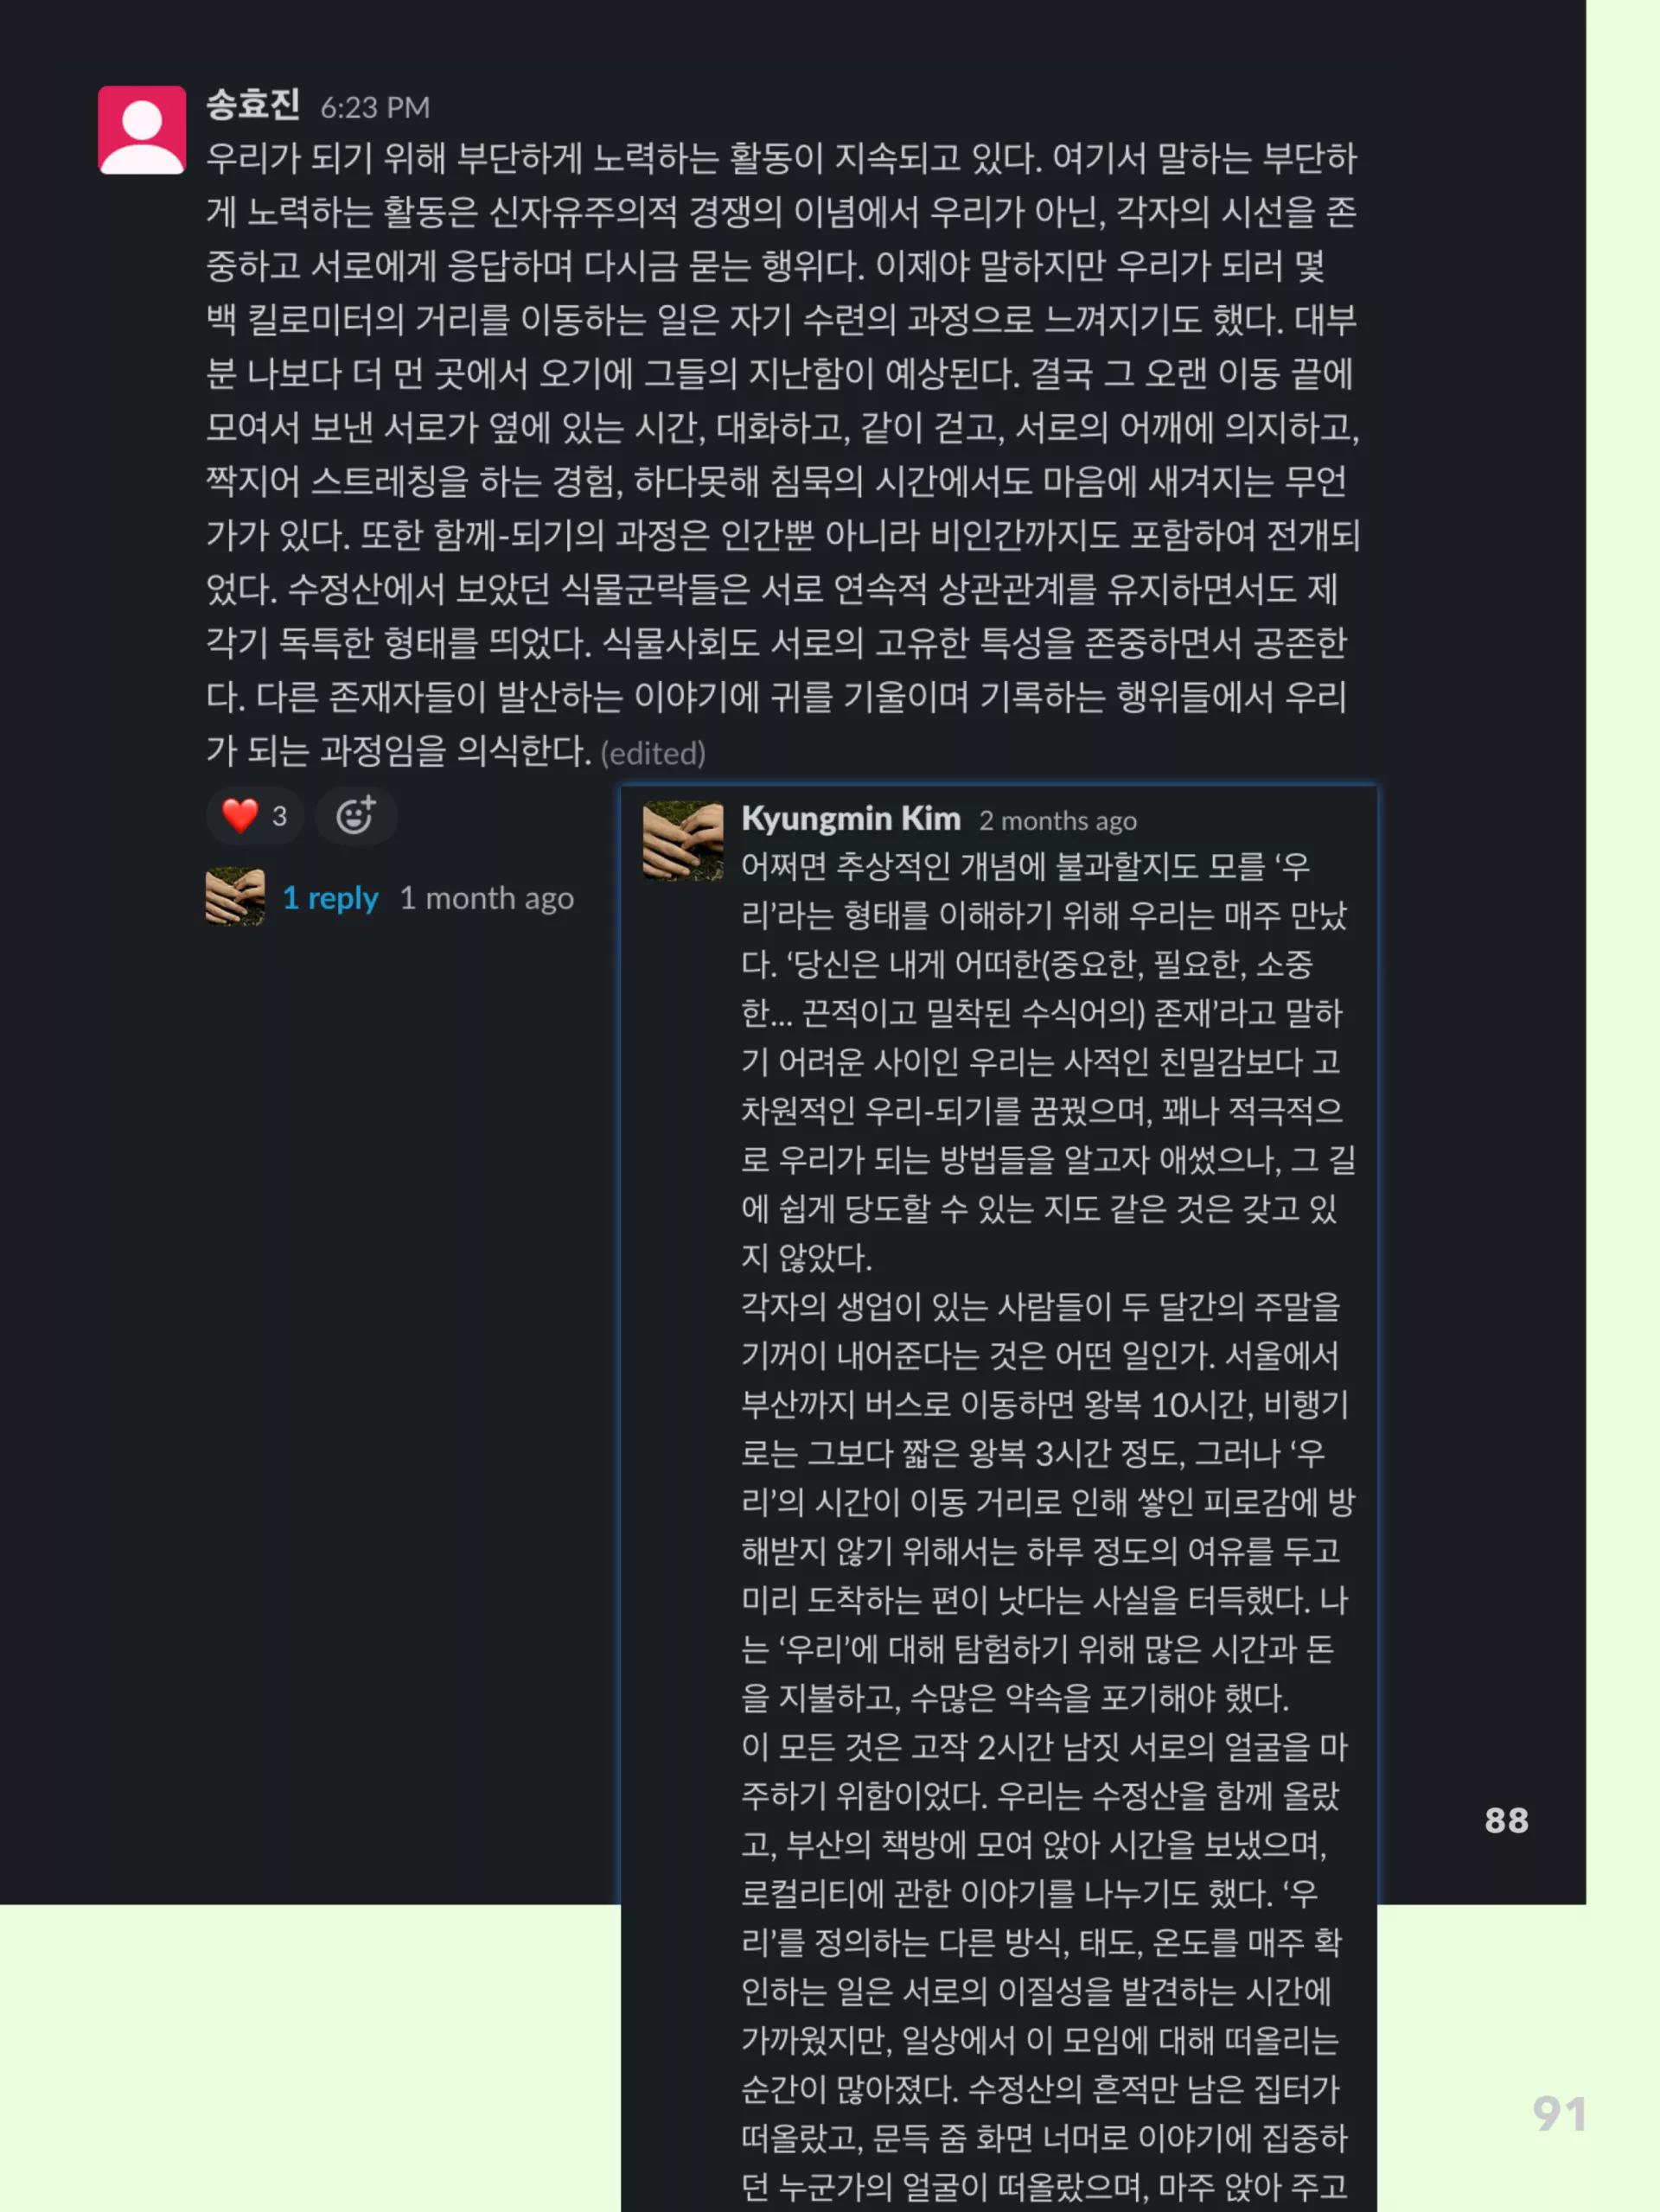 송효진 6:23 PM
우리가 되기 위해 부단하게 노력하는 활동이 지속되고 있다. 여기서 말하는 부단하
게 노력하는 활동은 신자유주의적 경쟁의 이념에서 우리가 아닌, 각자의 시선을 존
중하고 서로에게 응답하며 다시금 묻는 행위다. 이제야 말하지만 우리가 되러 몇
백 킬로미터의 거리를 이동하는 일은 자기 수련의 과정으로 느껴지기도 했다. 대부
분 나보다 더 먼 곳에서 오기에 그들의 지난함이 예상된다. 결국 그 오랜 이동 끝에
모여서 보낸 서로가 옆에 있는 시간, 대화하고, 같이 걷고, 서로의 어깨에 의지하고,
짝지어 스트레칭을 하는 경험, 하다못해 침묵의 시간에서도 마음에 새겨지는 무언
가가 있다. 또한 함께-되기의 과정은 인간뿐 아니라 비인간까지도 포함하여 전개되
었다. 수정산에서 보았던 식물군락들은 서로 연속적 상관관계를 유지하면서도 제
각기 독특한 형태를 띄었다. 식물사회도 서로의 고유한 특성을 존중하면서 공존한
다. 다른 존재자들이 발산하는 이야기에 귀를 기울이며 기록하는 행위들에서 우리
가 되는 과정임을 의식한다. (edited)
3
1 reply 1 month ago
Kyungmin Kim 2 months ago
어쩌면 추상적인 개념에 불과할지도 모를 ‘우
리’라는 형태를 이해하기 위해 우리는 매주 만났
다. ‘당신은 내게 어떠한(중요한, 필요한, 소중
한... 끈적이고 밀착된 수식어의) 존재’라고 말하
기 어려운 사이인 우리는 사적인 친밀감보다 고
차원적인 우리-되기를 꿈꿨으며, 꽤나 적극적으
로 우리가 되는 방법들을 알고자 애썼으나, 그 길
에 쉽게 당도할 수 있는 지도 같은 것은 갖고 있
지 않았다.
각자의 생업이 있는 사람들이 두 달간의 주말을
기꺼이 내어준다는 것은 어떤 일인가. 서울에서
부산까지 버스로 이동하면 왕복 10시간, 비행기
로는 그보다 짧은 왕복 3시간 정도, 그러나 ‘우
리’의 시간이 이동 거리로 인해 쌓인 피로감에 방
해받지 않기 위해서는 하루 정도의 여유를 두고
미리 도착하는 편이 낫다는 사실을 터득했다. 나
는 ‘우리’에 대해 탐험하기 위해 많은 시간과 돈
을 지불하고, 수많은 약속을 포기해야 했다.
이 모든 것은 고작 2시간 남짓 서로의 얼굴을 마
주하기 위함이었다. 우리는 수정산을 함께 올랐
고, 부산의 책방에 모여 앉아 시간을 보냈으며,
로컬리티에 관한 이야기를 나누기도 했다. ‘우
리’를 정의하는 다른 방식, 태도, 온도를 매주 확
인하는 일은 서로의 이질성을 발견하는 시간에
가까웠지만, 일상에서 이 모임에 대해 떠올리는
순간이 많아졌다. 수정산의 흔적만 남은 집터가
떠올랐고, 문득 줌 화면 너머로 이야기에 집중하
던 누군가의 얼굴이 떠올랐으며, 마주 앉아 주고
88
91